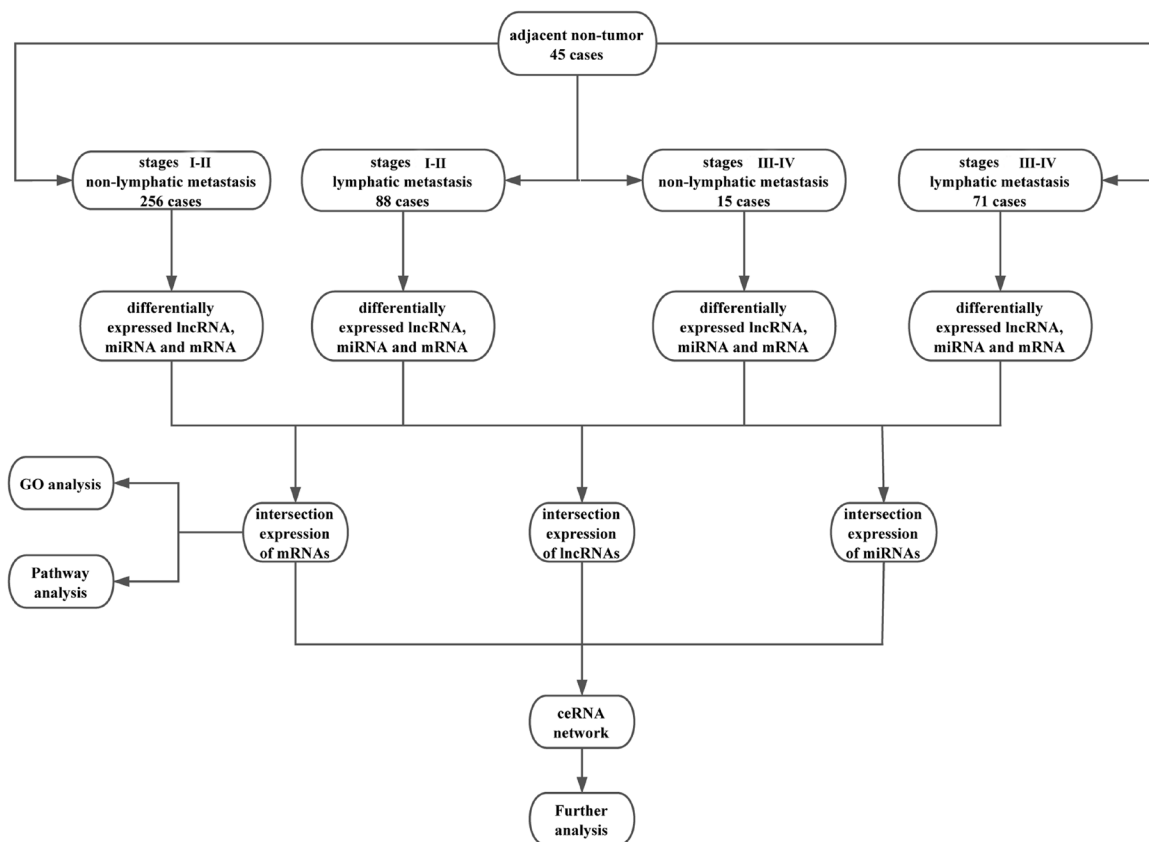 adjacent non-tumor
45 cases
stages I-II
non-lymphatic metastasis
256 cases
stages I-II
lymphatic metastasis
88 cases
stages III-IV
non-lymphatic metastasis
15 cases
stages III-IV
lymphatic metastasis
71 cases
differentially
expressed lncRNA,
miRNA and mRNA
differentially
expressed lncRNA,
miRNA and mRNA
differentially
expressed lncRNA,
miRNA and mRNA
differentially
expressed lncRNA,
miRNA and mRNA
GO analysis
Pathway
analysis
intersection
expression
of mRNAs
intersection
expression
of lncRNAs
intersection
expression
of miRNAs
ceRNA
network
Further
analysis